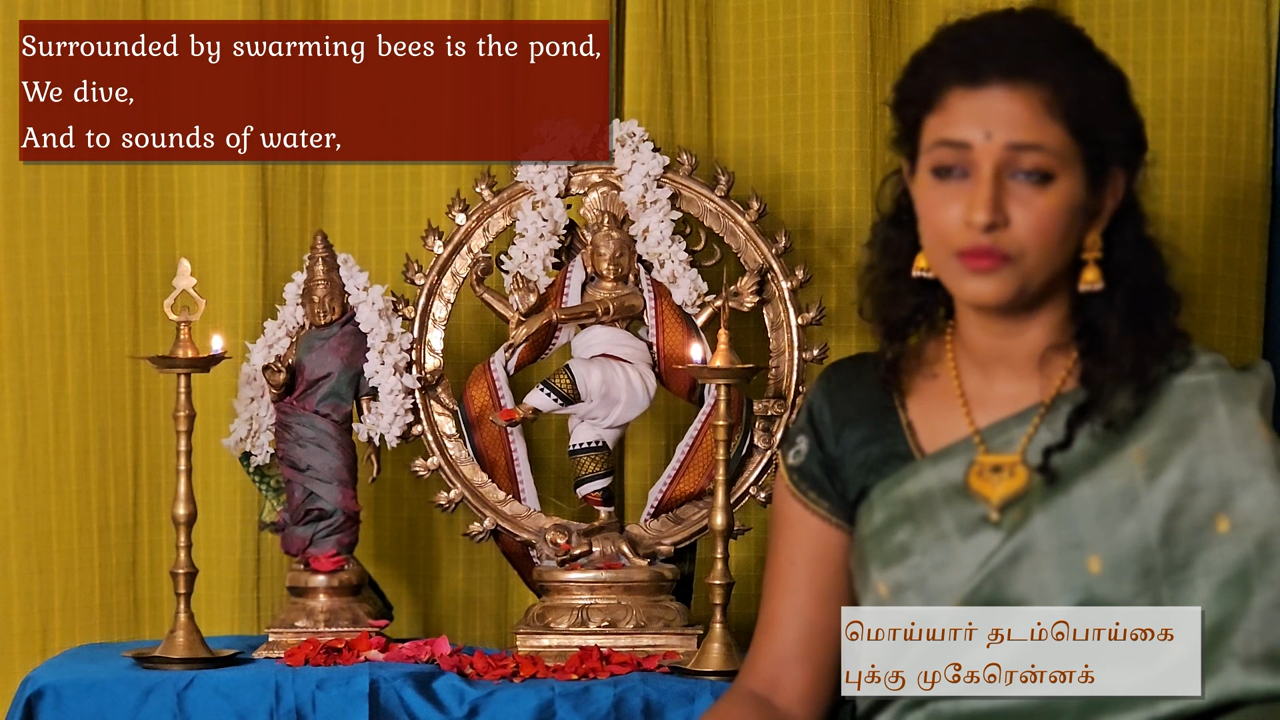 Surrounded by swarming bees is the pond,
We dive,
And to sounds of water,
மொய்யார் தடம்பொய்கை
புக்கு முகேரென்னக்